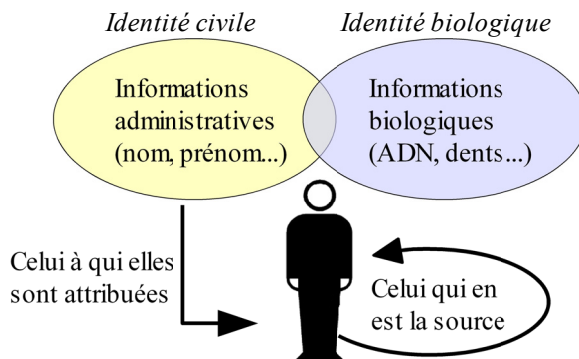 Identité civile
Identité biologique
Informations
administratives
(nom, prénom...)
Informations
biologiques
(ADN, dents...)
Celui à qui elles
sont attribuées
Celui qui en
est la source